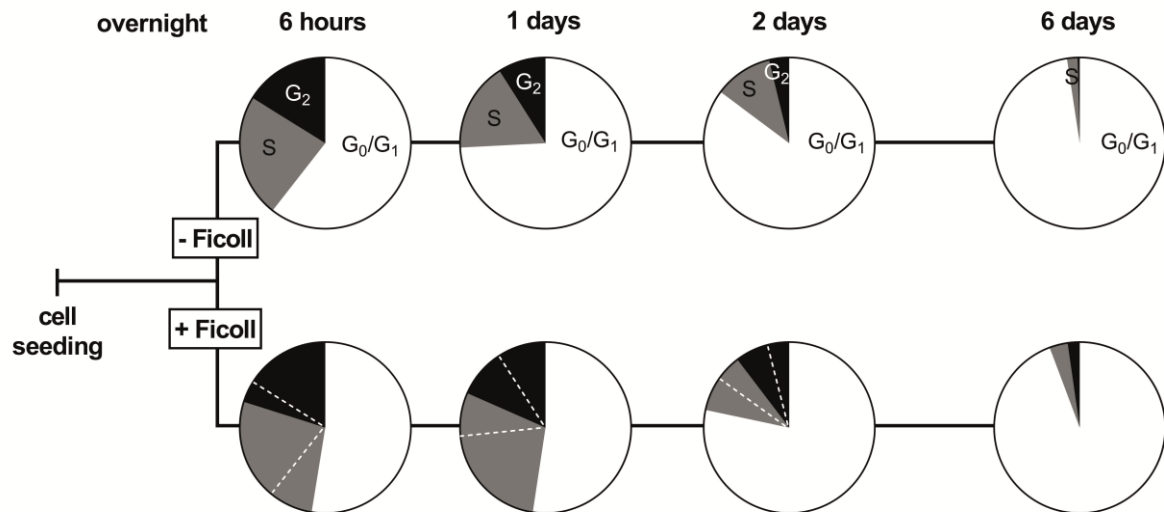 overnight 6 hours 1 days 2 days 6 days
G₂ S G₀/G₁
G₂ S G₀/G₁
G₂ S G₀/G₁
S G₀/G₁
- Ficoll
cell
seeding
+ Ficoll